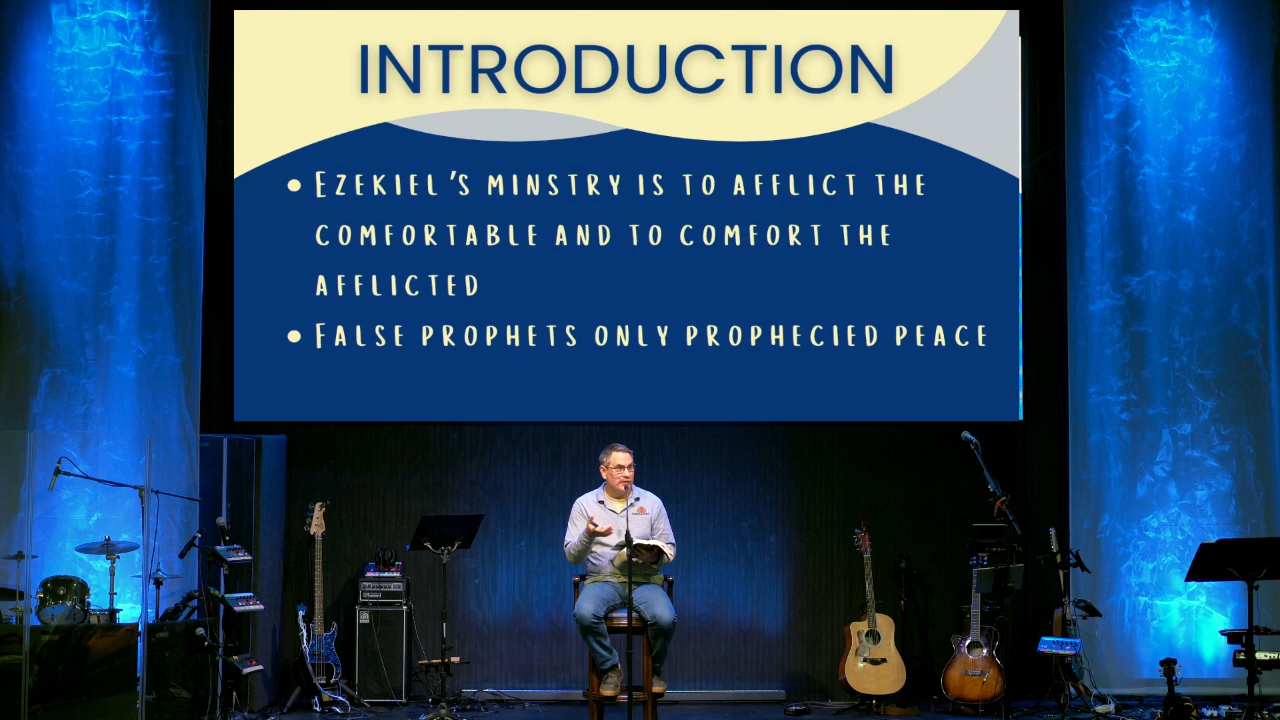 INTRODUCTION
• EZEKIEL'S MINSTRY IS TO AFFLICT THE
COMFORTABLE AND TO COMFORT THE
AFFLICTED
• FALSE PROPHETS ONLY PROPHECIED PEACE